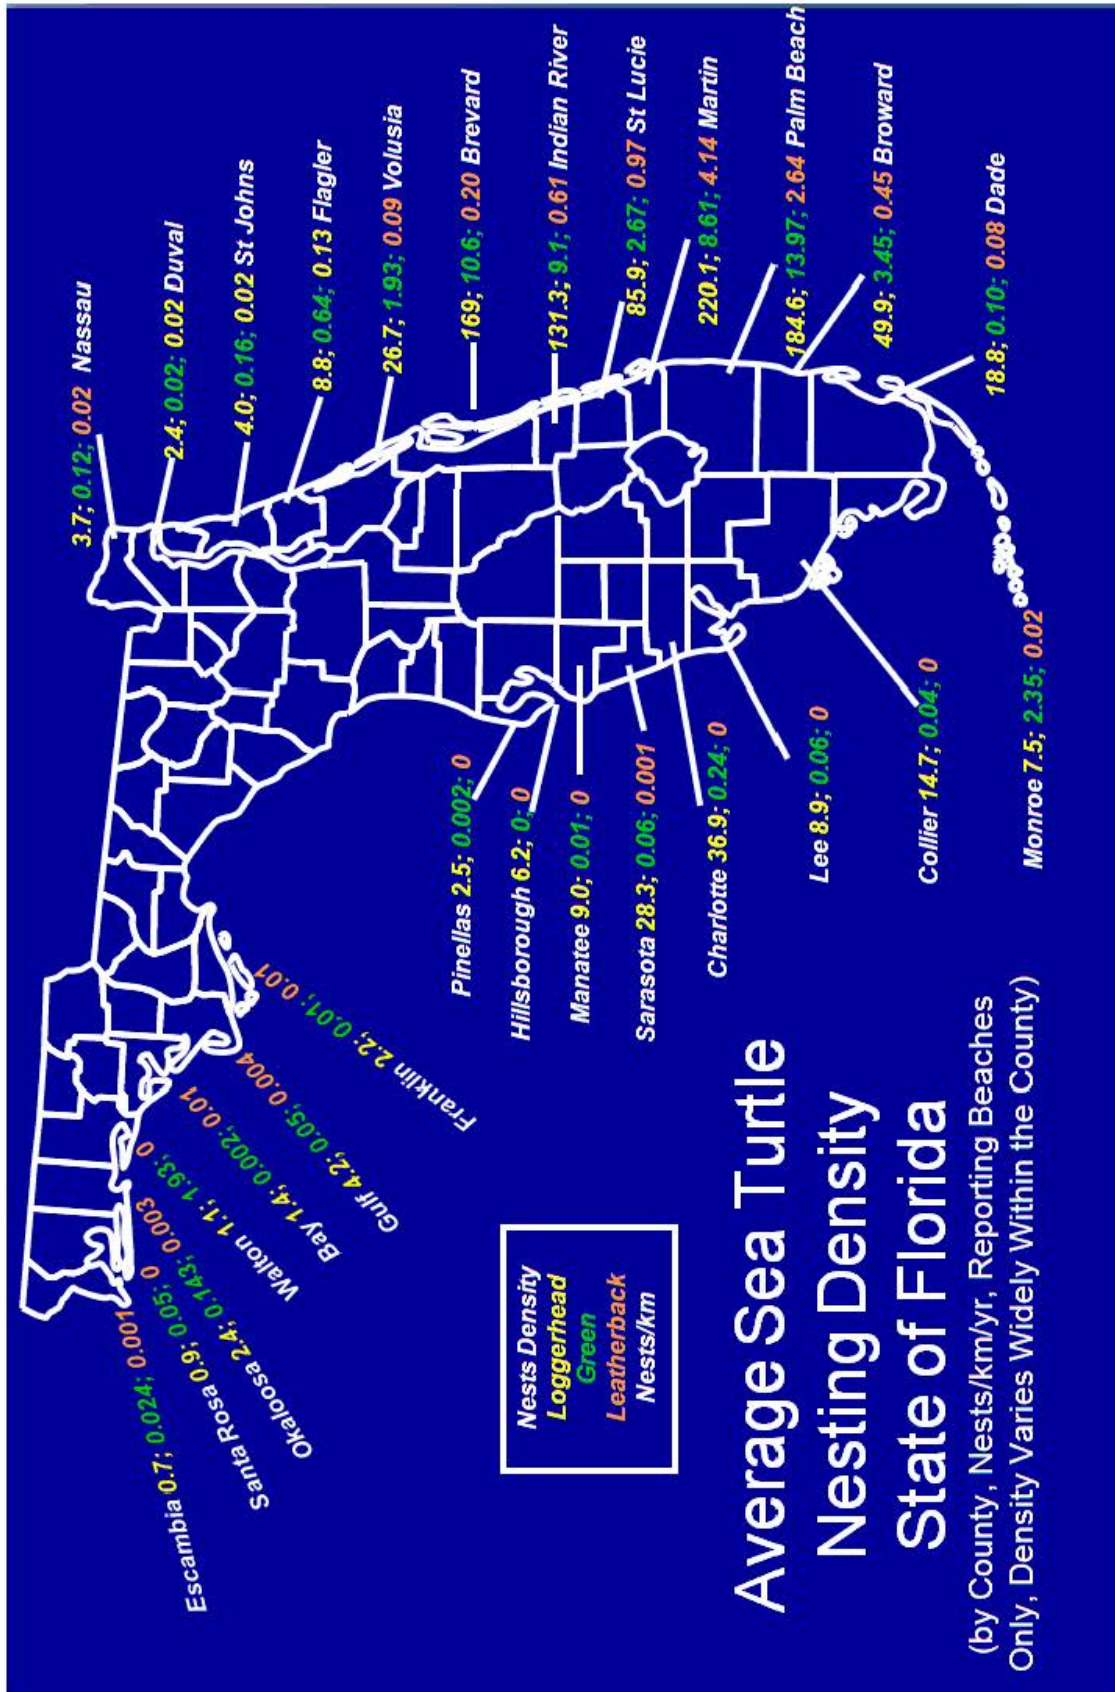 3.7; 0.12; 0.02 Nassau
2.4; 0.02; 0.02 Duval
4.0; 0.16; 0.02 St Johns
8.8; 0.64; 0.13 Flagler
26.7; 1.93; 0.09 Volusia
169; 10.6; 0.20 Brevard
131.3; 9.1; 0.61 Indian River
85.9; 2.67; 0.97 St Lucie
220.1; 8.61; 4.14 Martin
184.6; 13.97; 2.64 Palm Beach
49.9; 3.45; 0.45 Broward
18.8; 0.10; 0.08 Dade
Escambia 0.7; 0.024; 0.001
Santa Rosa 0.9; 0.05; 0
Okaloosa 2.4; 0.143; 0.003
Walton 1.1; 1.93; 0
Bay 1.4; 0.002; 0.01
Gulf 4.2; 0.05; 0.004
Franklin 2.2; 0.01; 0.01
Pinellas 2.5; 0.002; 0
Hillsborough 6.2; 0; 0
Manatee 9.0; 0.01; 0
Sarasota 28.3; 0.06; 0.001
Charlotte 36.9; 0.24; 0
Lee 8.9; 0.06; 0
Collier 14.7; 0.04; 0
Monroe 7.5; 2.35; 0.02
Nests Density
Loggerhead
Green
Leatherback
Nests/km
Average Sea Turtle
Nesting Density
State of Florida
(by County, Nests/km/yr, Reporting Beaches
Only, Density Varies Widely Within the County)